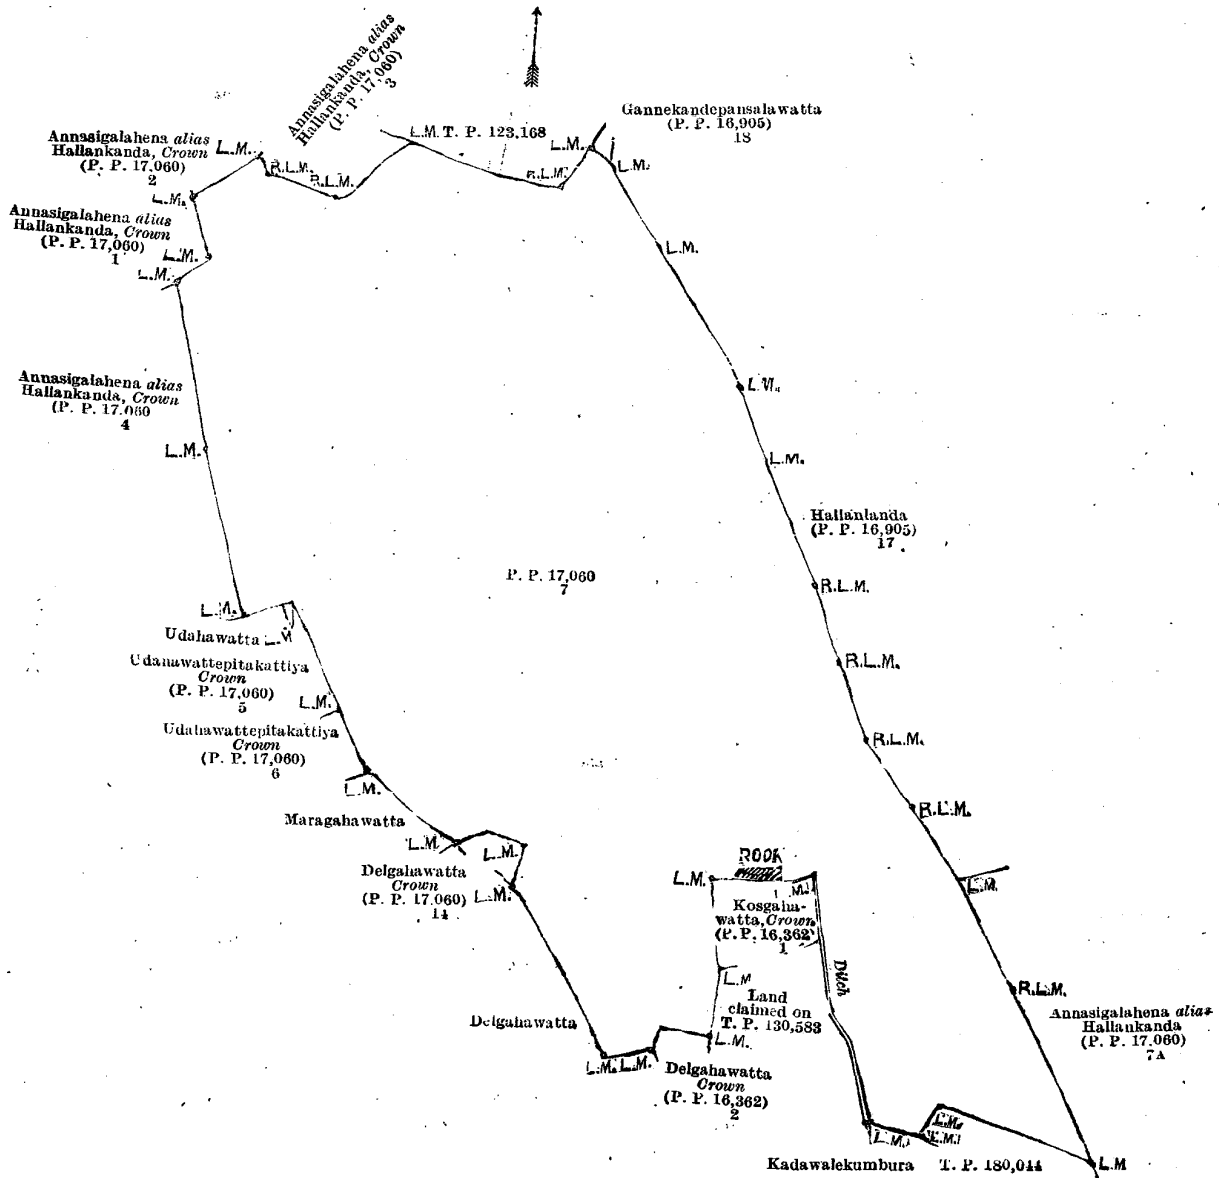 Annasigalahena alias
Hallankanda, Crown
(P. P. 17,060)
3
Gannekandepansalawatta
(P. P. 16,905)
18
L.M. T. P. 123,168
L.M.
L.M.
Annasigalahena alias
Hallankanda, Crown
(P. P. 17,060)
2
L.M.
R.L.M.
R.L.M.
R.L.M.
L.M.
Annasigalahena alias
Hallankanda, Crown
(P. P. 17,060)
1
L.M.
L.M.
L.M.
Annasigalahena alias
Hallankanda, Crown
(P. P. 17.060
4
L.M.
L.M.
L.M.
Hallanlanda
(P. P. 16,905)
17
P. P. 17,060
7
R.L.M.
L.M.
Udahawatta L.M
R.L.M.
Udahawattepitakattiya
Crown
(P. P. 17,060)
5
L.M.
Udahawattepitakattiya
Crown
(P. P. 17,060)
6
R.L.M.
L.M.
R.L.M.
Maragahawatta
L.M.
L.M.
ROCK
Delgahawatta
Crown
(P. P. 17,060)
14
L.M.
L.M.
L.M.
Kosgaha-
watta, Crown
(P. P. 16,362)
1
L.M.
Ditch
L.M
Land
claimed on
T. P. 130,583
R.L.M.
Annasigalahena alias
Hallankanda
(P. P. 17,060)
7A
Delgahawatta
L.M.
L.M. L.M.
Delgahawatta
Crown
(P. P. 16,362)
2
L.M.
L.M.
L.M.
Kadawalekumbura T. P. 180,044
L.M